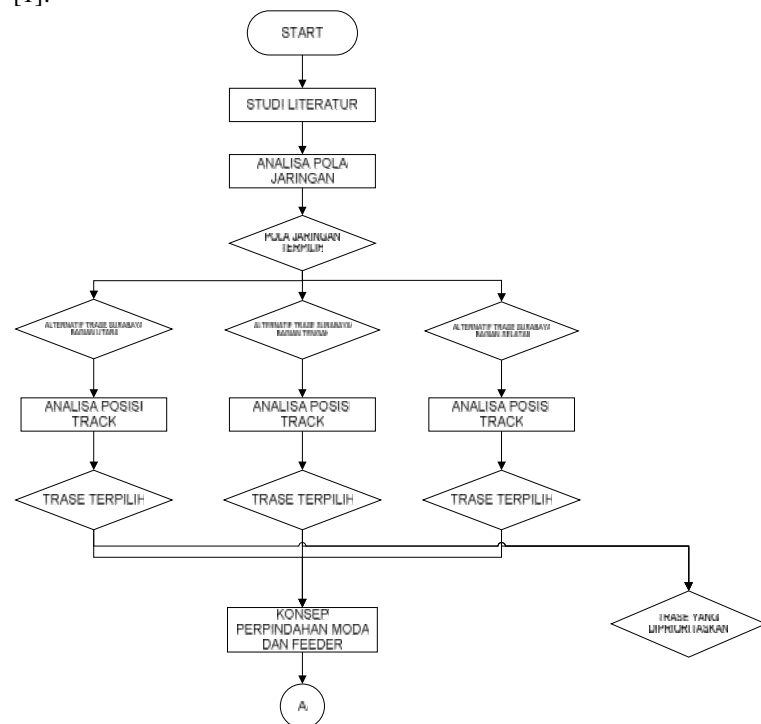 [1].
START
STUDI LITERATUR
ANALISA POLA
JARINGAN
POLA JARINGAN
TERPILIH
ALTERNATIF TRASE SURABAYA
BAGIAN UTARA
ALTERNATIF TRASE SURABAYA
BAGIAN TENGAH
ALTERNATIF TRASE SURABAYA
BAGIAN SELATAN
ANALISA POSISI
TRACK
ANALISA POSISI
TRACK
ANALISA POSISI
TRACK
TRASE TERPILIH
TRASE TERPILIH
TRASE TERPILIH
KONSEP
PERPINDAHAN MODA
DAN FEEDER
TRASE YANG
DIPRIORITASKAN
A